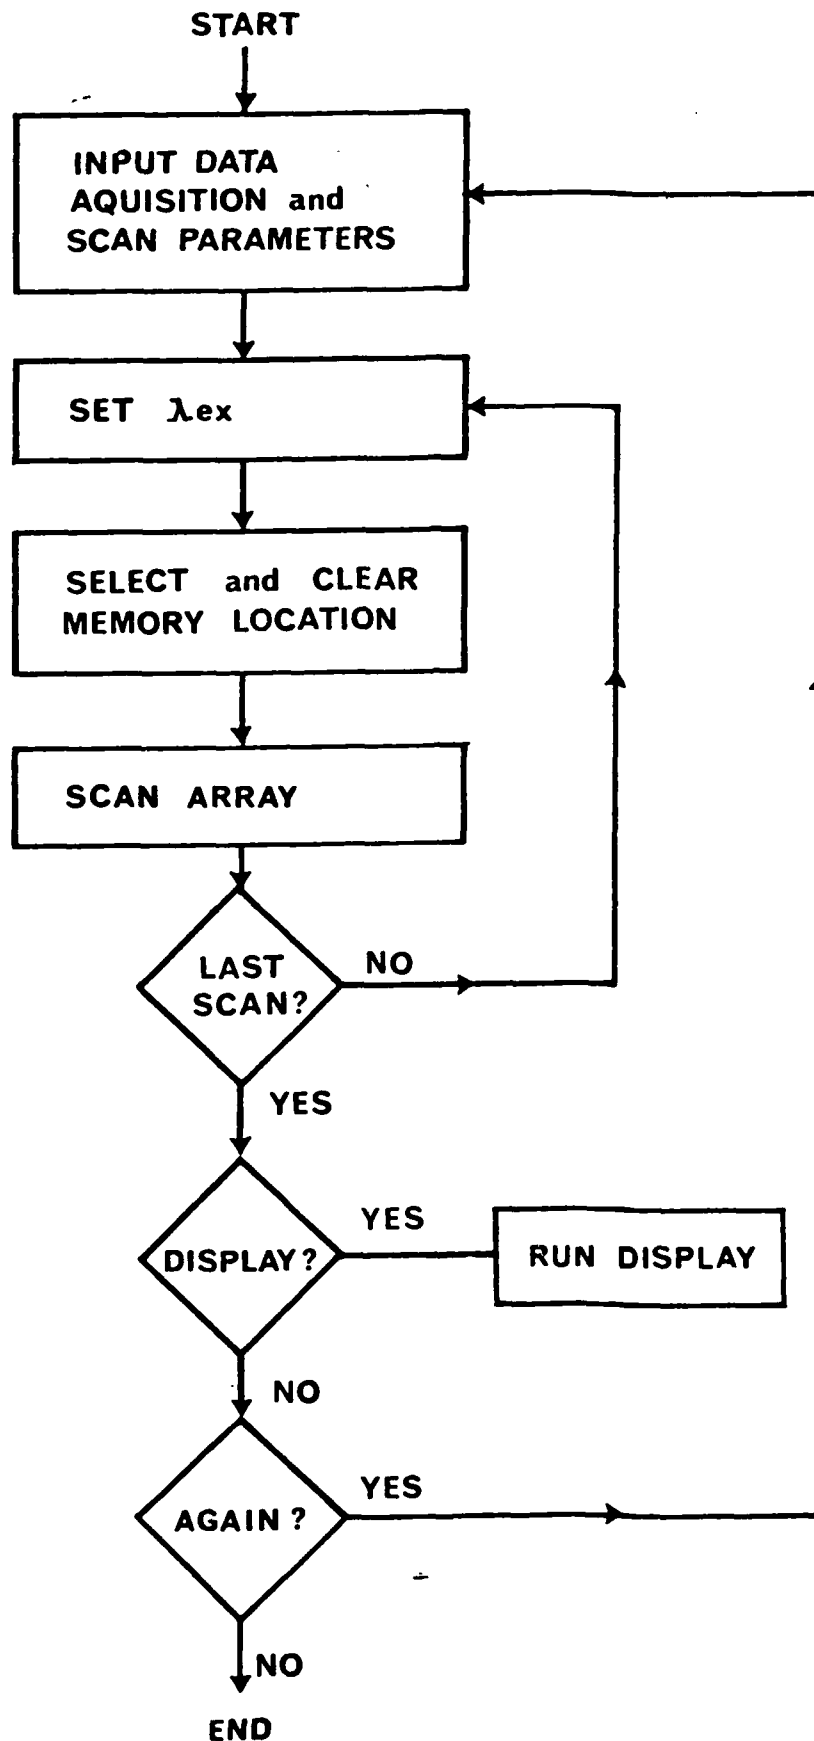 START
INPUT DATA
AQUISITION and
SCAN PARAMETERS
SET λex
SELECT and CLEAR
MEMORY LOCATION
SCAN ARRAY
LAST
SCAN?
NO
YES
DISPLAY?
YES
RUN DISPLAY
NO
AGAIN?
YES
NO
END